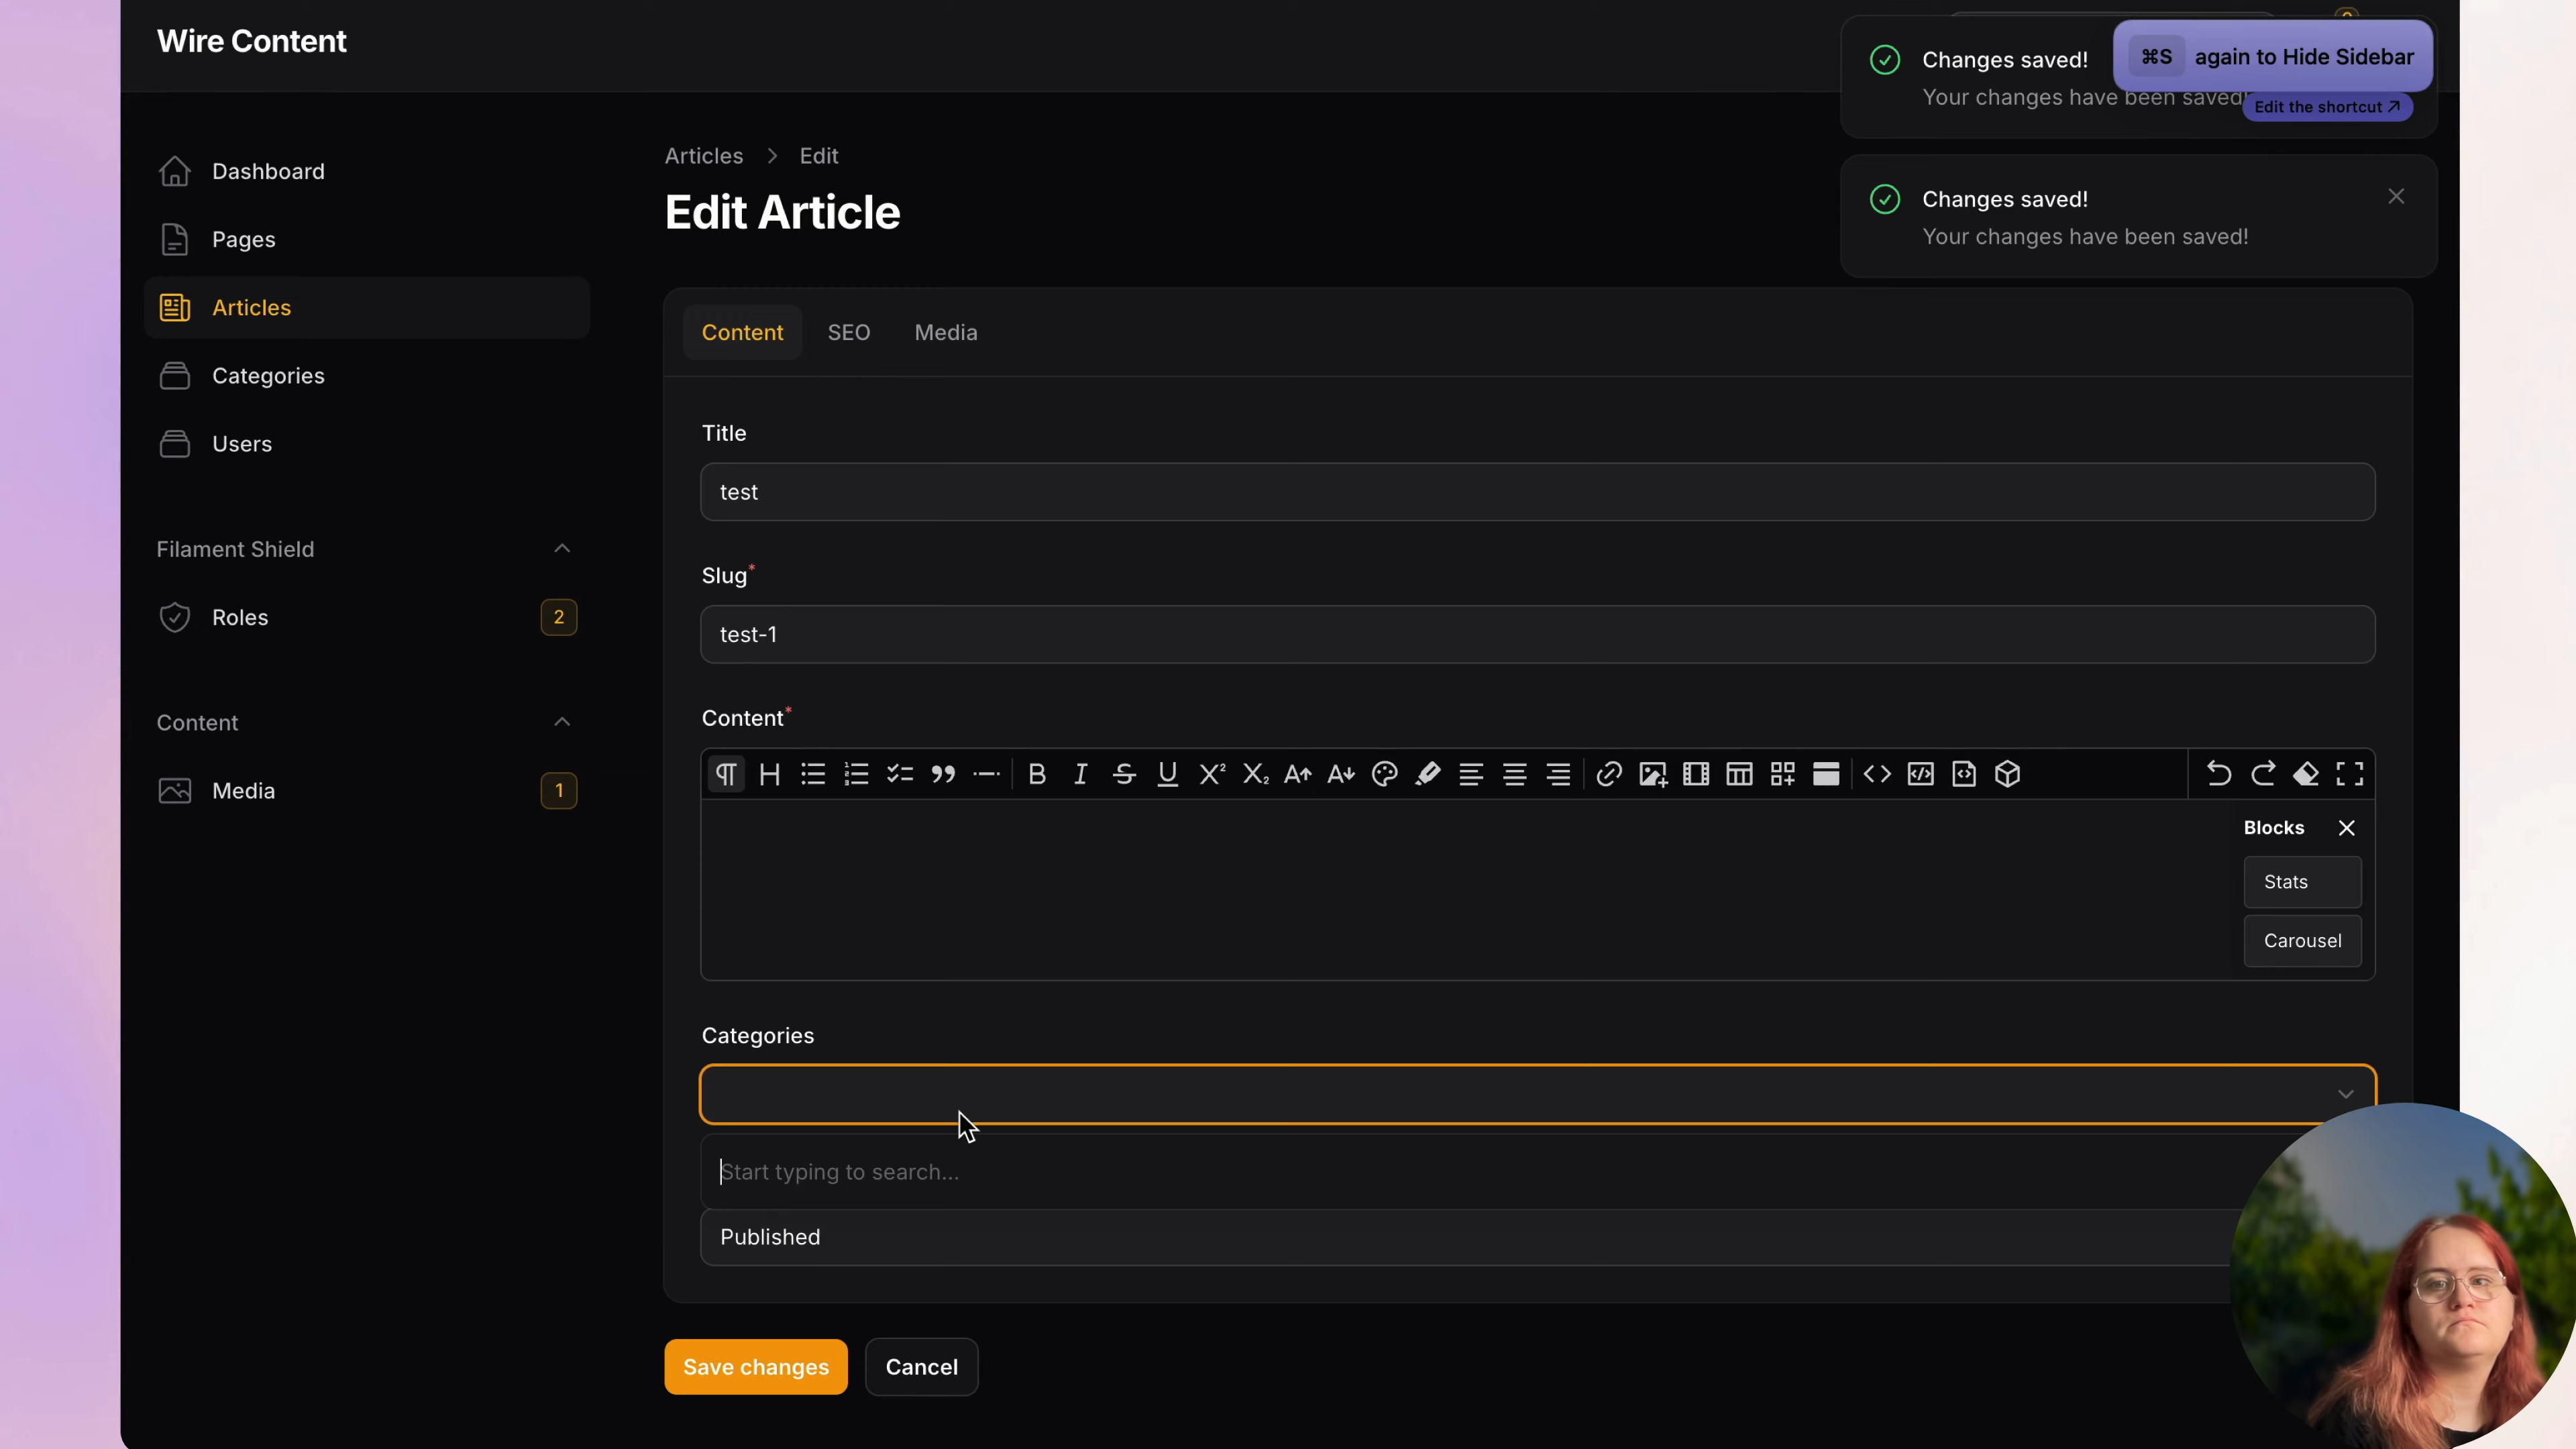 Wire Content
Changes saved!
Your changes have been saved!
⌘S again to Hide Sidebar
Edit the shortcut ↗
Changes saved!
Your changes have been saved!
Dashboard
Pages
Articles
Categories
Users
Filament Shield
Roles 2
Content
Media 1
Articles > Edit
Edit Article
Content SEO Media
Title
test
Slug*
test-1
Content*
Blocks
Stats
Carousel
Categories
Start typing to search...
Published
Save changes Cancel